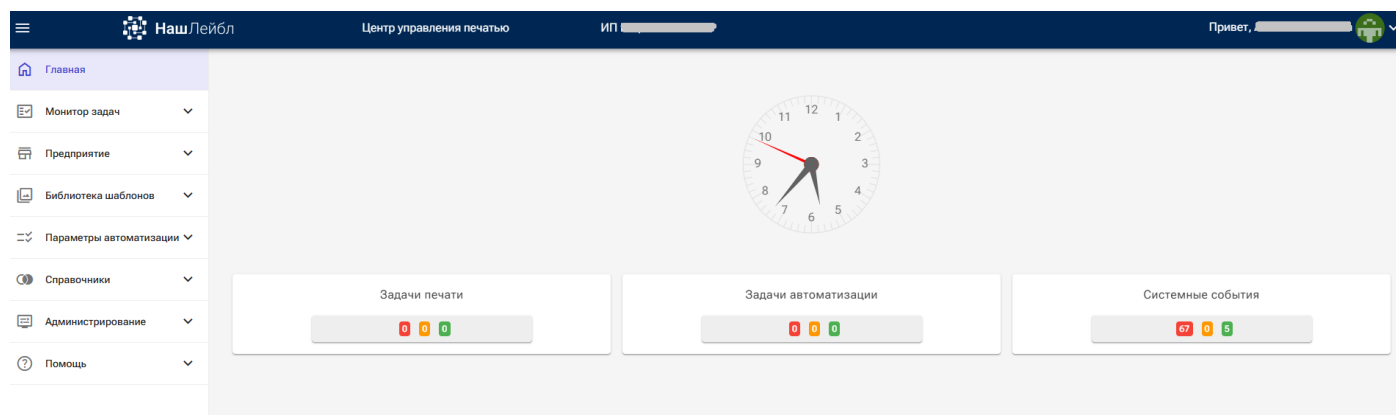 НашЛейбл Центр управления печатью ИП Привет,
Главная
Монитор задач
Предприятие
Библиотека шаблонов
Параметры автоматизации
Справочники
Администрирование
Помощь
12
11 1
10 2
9 3
8 4
7 5
6
Задачи печати Задачи автоматизации Системные события
0 0 0 0 0 0 67 0 5